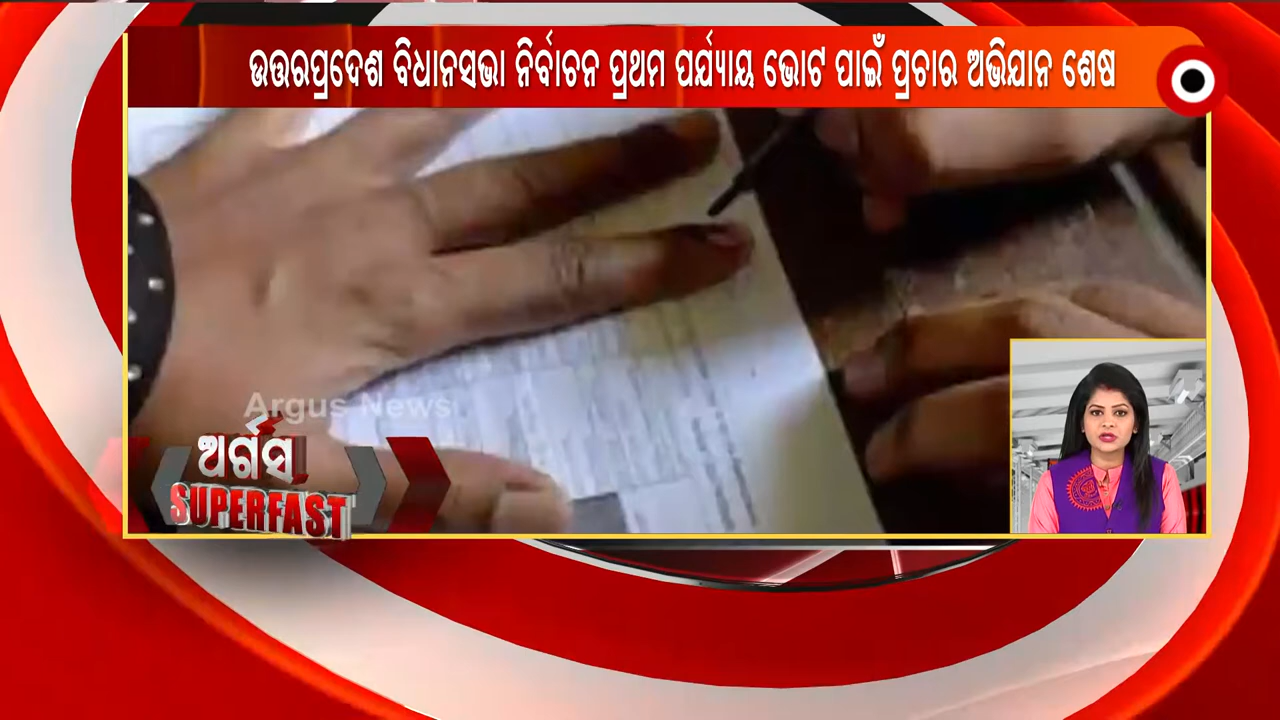 ଉତ୍ତରପ୍ରଦେଶ ବିଧାନସଭା ନିର୍ବାଚନ ପ୍ରଥମ ପର୍ଯ୍ୟାୟ ଭୋଟ ପାଇଁ ପ୍ରଚାର ଅଭିଯାନ ଶେଷ
Argus News
ଅର୍ଗସ୍
SUPERFAST